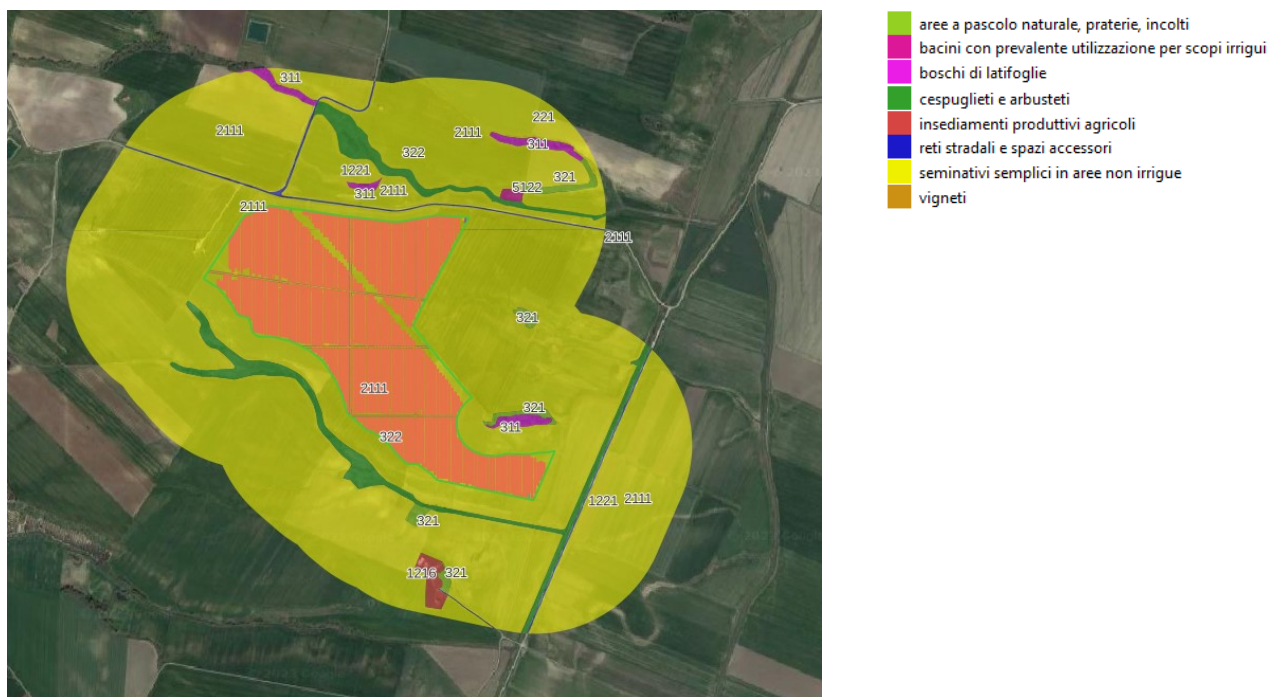 311
221
2111
2111
311
322
1221
321
5122
311
2111
2111
2111
321
2111
321
311
322
1221
2111
321
1216
321
aree a pascolo naturale, praterie, incolti
bacini con prevalente utilizzazione per scopi irrigui
boschi di latifoglie
cespuglieti e arbusteti
insediamenti produttivi agricoli
reti stradali e spazi accessori
seminativi semplici in aree non irrigue
vigneti